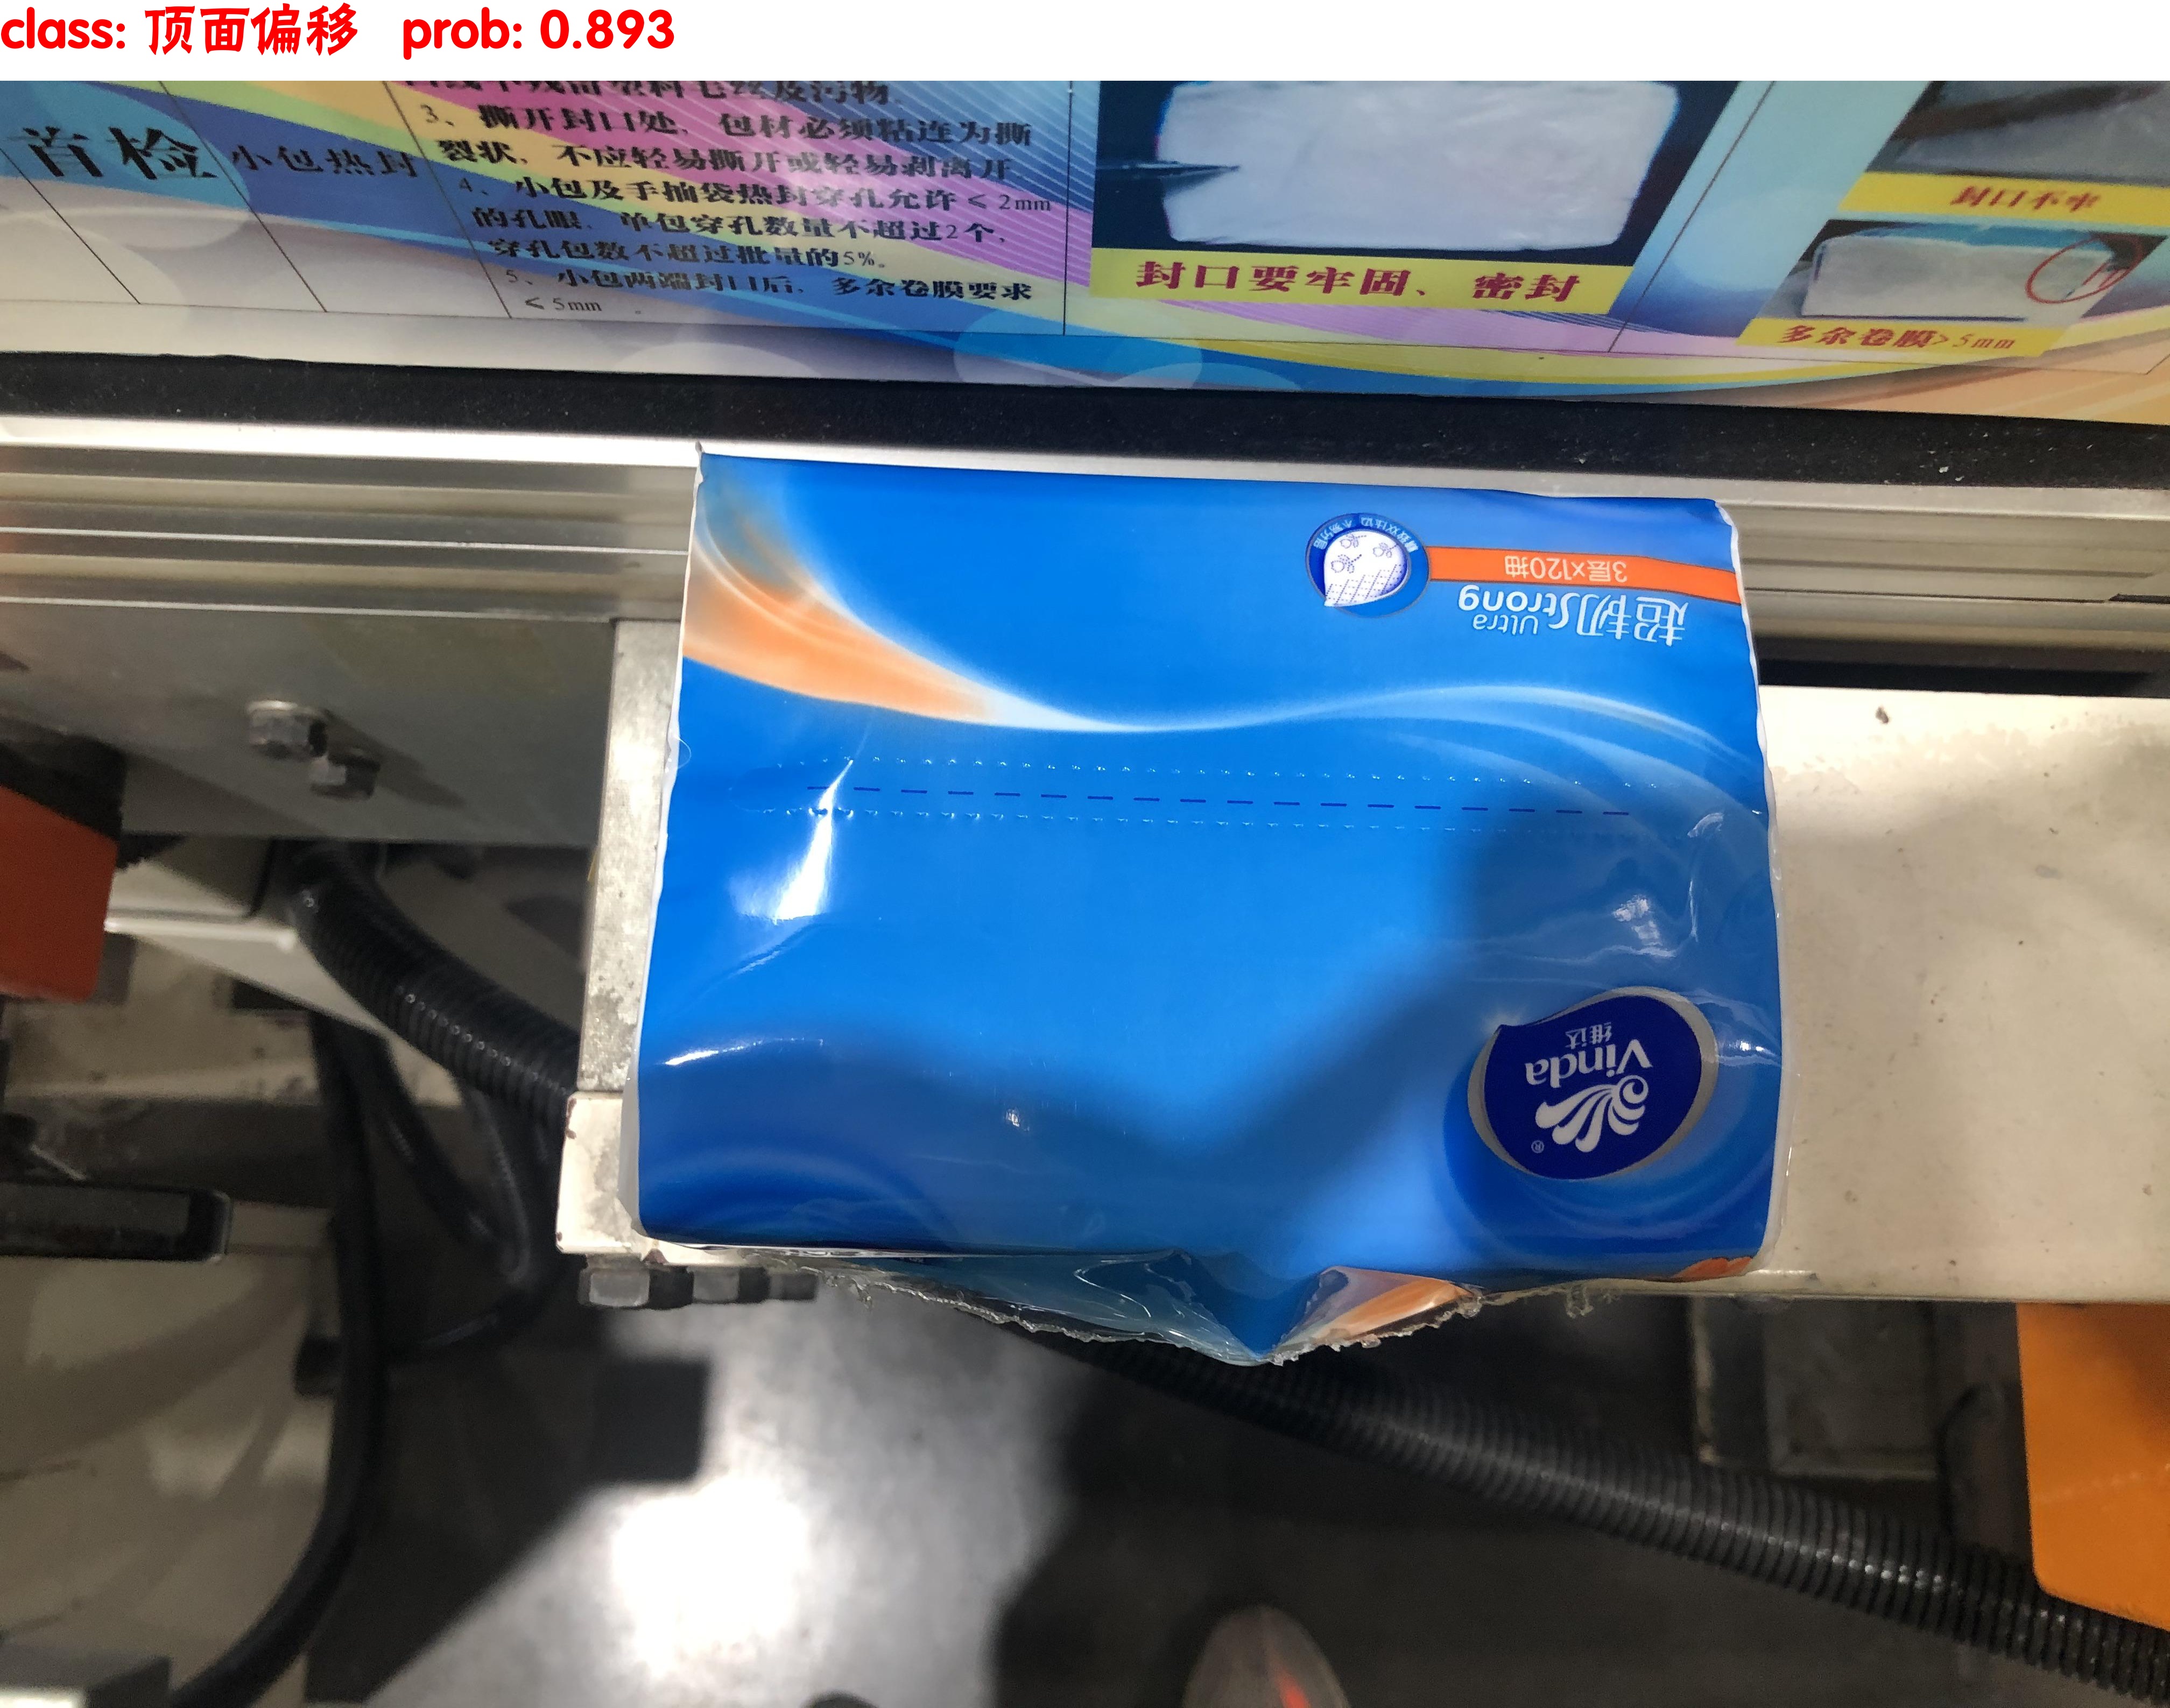 class: 顶面偏移 prob: 0.893
首检
小包热封
3、撕开封口处，包材必须粘连为撕
裂状，不应轻易撕开或轻易剥离开。
4、小包及手抽袋热封穿孔允许≤2mm
的孔眼，单包穿孔数量不超过2个，
穿孔包数不超过批量的5%。
5、小包两端封口后，多余卷膜要求
≤5mm
封口要牢固、密封
封口不牢
多余卷膜>5mm
3层×120抽
超韧Strong
Ultra
维达
Vinda
®